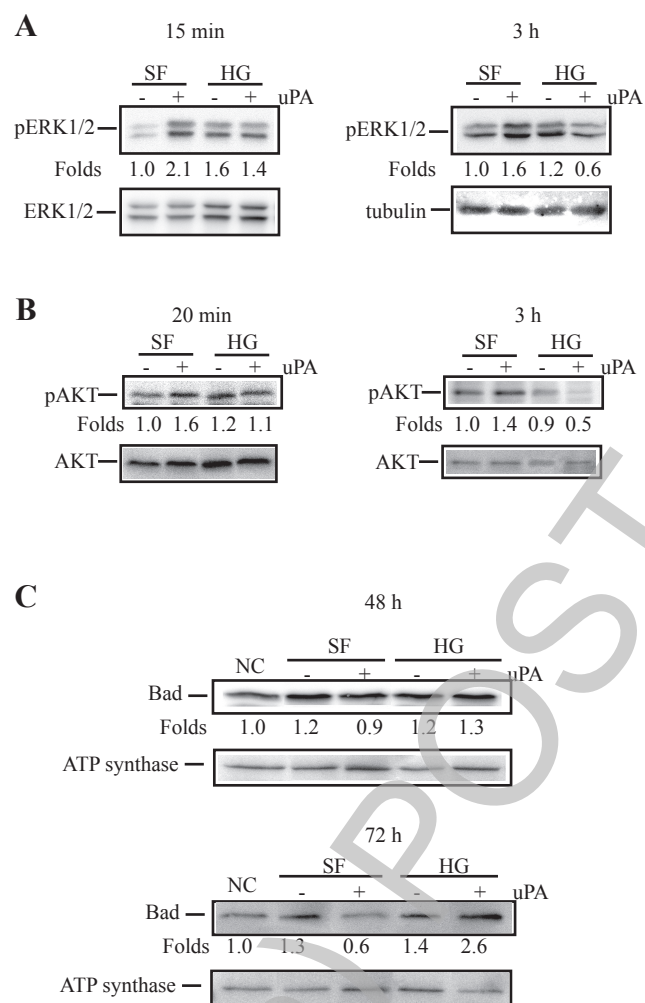 A
15 min
3 h
SF HG
- + - + uPA
pERK1/2
Folds 1.0 2.1 1.6 1.4
ERK1/2
SF HG
- + - + uPA
pERK1/2
Folds 1.0 1.6 1.2 0.6
tubulin
B
20 min
3 h
SF HG
- + - + uPA
pAKT
Folds 1.0 1.6 1.2 1.1
AKT
SF HG
- + - + uPA
pAKT
Folds 1.0 1.4 0.9 0.5
AKT
C
48 h
NC SF HG
- + - + uPA
Bad
Folds 1.0 1.2 0.9 1.2 1.3
ATP synthase
72 h
NC SF HG
- + - + uPA
Bad
Folds 1.0 1.3 0.6 1.4 2.6
ATP synthase
) POST